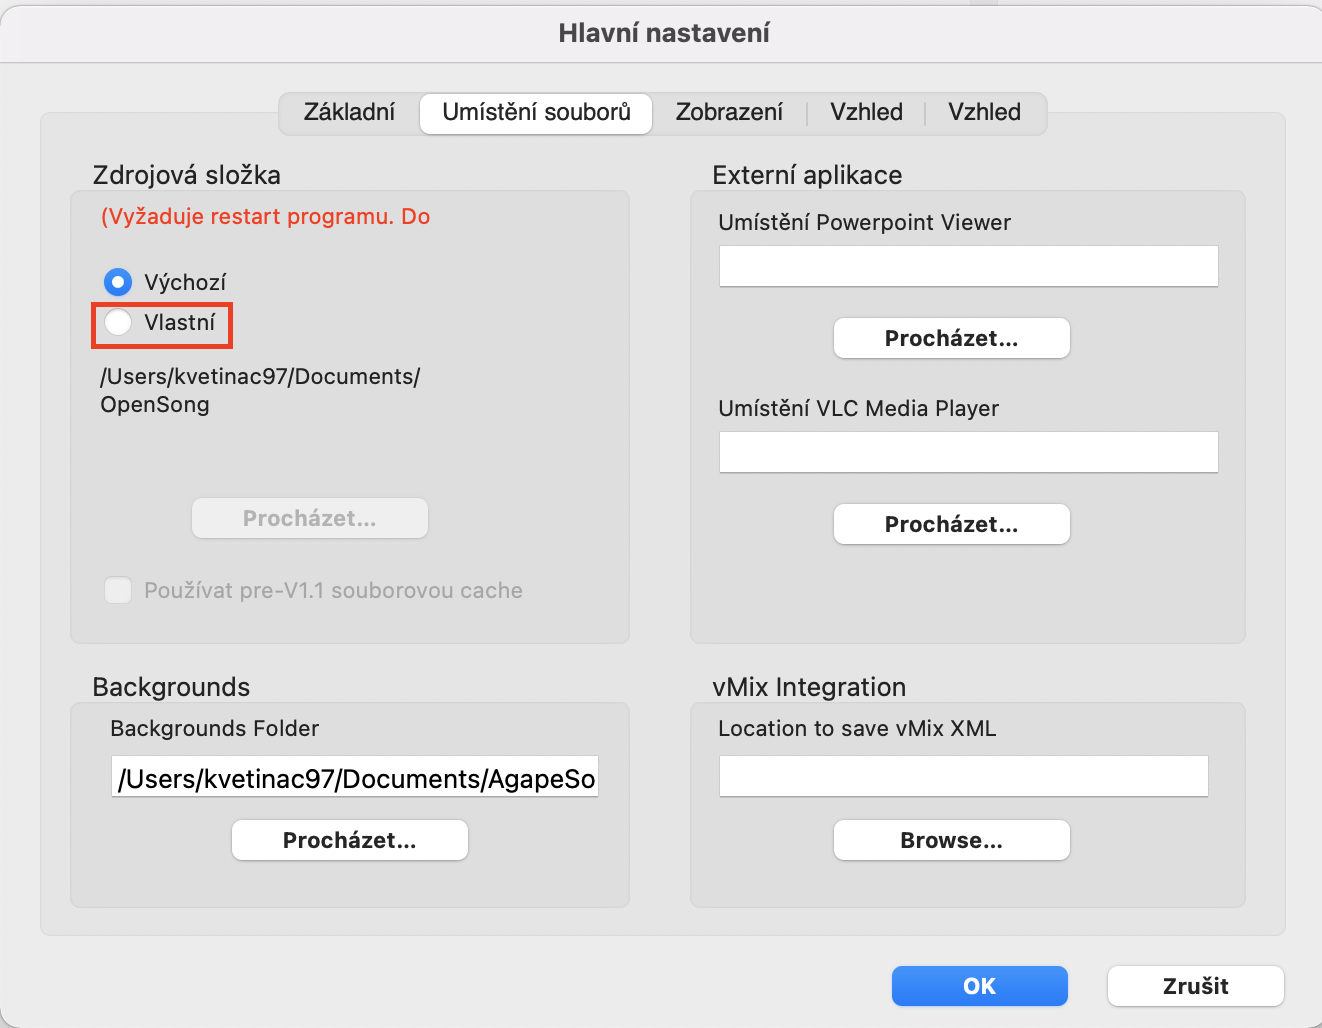 Hlavní nastavení
Základní
Umístění souborů
Zobrazení
Vzhled
Vzhled
Zdrojová složka
(Vyžaduje restart programu. Do
Výchozí
Vlastní
/Users/kvetinac97/Documents/
OpenSong
Procházet...
Používat pre-V1.1 souborovou cache
Externí aplikace
Umístění Powerpoint Viewer
Procházet...
Umístění VLC Media Player
Procházet...
Backgrounds
Backgrounds Folder
/Users/kvetinac97/Documents/AgapeSo
Procházet...
vMix Integration
Location to save vMix XML
Browse...
OK
Zrušit